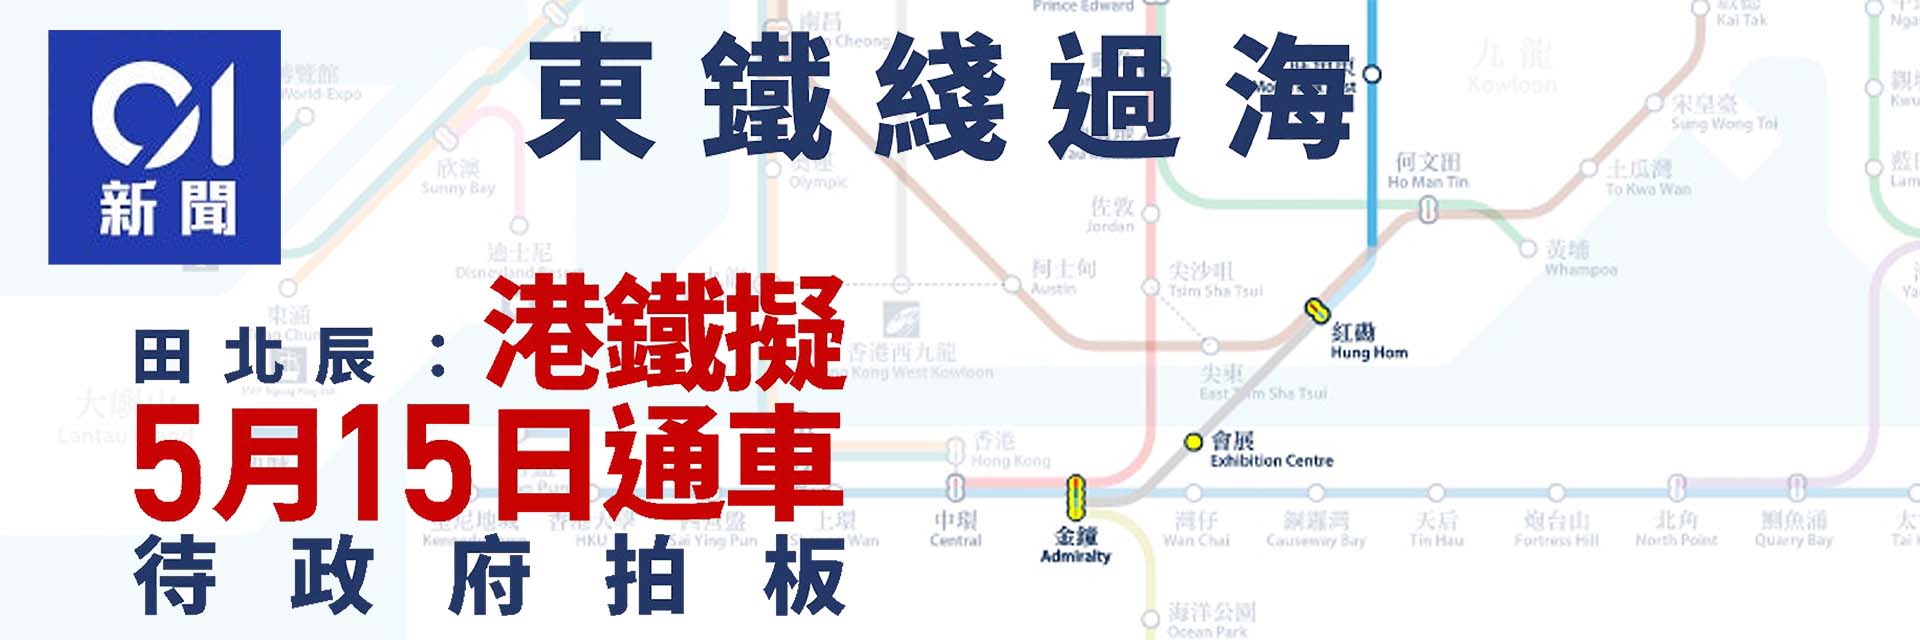 01
新聞
東鐵綫過海
田北辰：港鐵擬
5月15日通車
待政府拍板
Prince Edward
南昌
Kai Tak
博覽館
World-Expo
九龍
Kowloon
宋皇臺
Sung Wong Toi
欣澳
Sunny Bay
奧運
Olympic
何文田
Ho Man Tin
土瓜灣
To Kwa Wan
佐敦
Jordan
迪士尼
Disneyland Resort
黃埔
Whampoa
柯士甸
Austin
尖沙咀
Tsim Sha Tsui
東涌
紅磡
Hung Hom
香港西九龍
Hong Kong West Kowloon
尖東
East Tsim Sha Tsui
大嶼山
Lantau Island
會展
Exhibition Centre
香港
Hong Kong
堅尼地城
香港大學
HKU
西營盤
Sai Ying Pun
上環
Sheung Wan
中環
Central
金鐘
Admiralty
灣仔
Wan Chai
銅鑼灣
Causeway Bay
天后
Tin Hau
炮台山
Fortress Hill
北角
North Point
鰂魚涌
Quarry Bay
海洋公園
Ocean Park